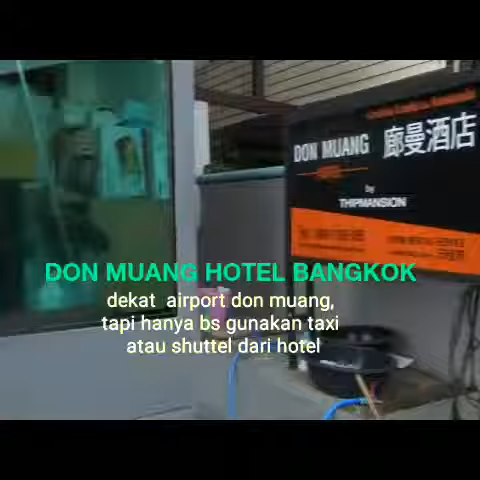 DON MUANG 廊曼酒店
by
THIPMANSION
DON MUANG HOTEL BANGKOK
dekat airport don muang,
tapi hanya bs gunakan taxi
atau shuttel dari hotel